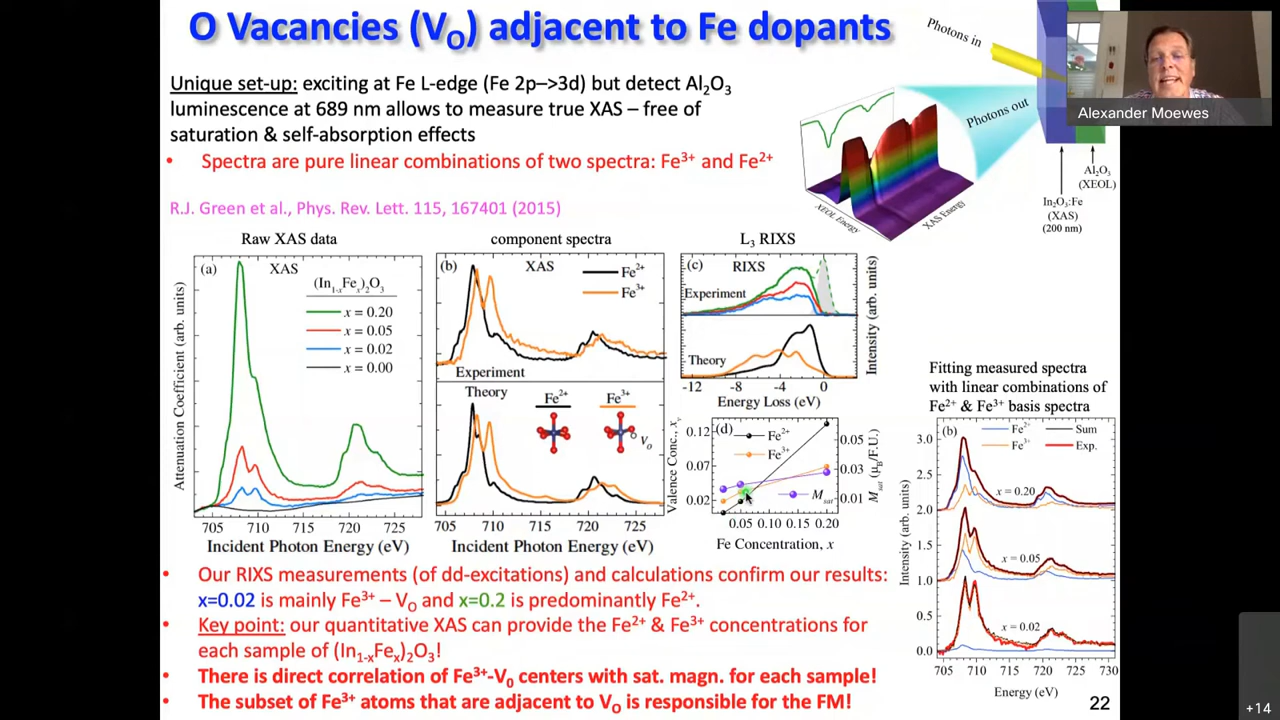 O Vacancies (VO) adjacent to Fe dopants
Unique set-up: exciting at Fe L-edge (Fe 2p–>3d) but detect Al2O3
luminescence at 689 nm allows to measure true XAS – free of
saturation & self-absorption effects
• Spectra are pure linear combinations of two spectra: Fe3+ and Fe2+
R.J. Green et al., Phys. Rev. Lett. 115, 167401 (2015)
Photons in
Photons out
Alexander Moewes
XEOL Energy
XAS Energy
Al2O3
(XEOL)
In2O3:Fe
(XAS)
(200 nm)
Raw XAS data
(a)
XAS
(In1-xFex)2O3
x = 0.20
x = 0.05
x = 0.02
x = 0.00
Attenuation Coefficient (arb. units)
705 710 715 720 725
Incident Photon Energy (eV)
component spectra
(b)
XAS
Fe2+
Fe3+
Experiment
Theory
Fe2+
Fe3+
VO
705 710 715 720 725
Incident Photon Energy (eV)
L3 RIXS
(c)
RIXS
Experiment
Theory
Intensity (arb. units)
-12 -8 -4 0
Energy Loss (eV)
(d)
Fe2+
Fe3+
Msat
Valence Conc., xv
0.12
0.07
0.02
0.05
0.03
0.01
Msat (μB/F.U.)
0.05 0.10 0.15 0.20
Fe Concentration, x
Fitting measured spectra
with linear combinations of
Fe2+ & Fe3+ basis spectra
(b)
Fe2+
Sum
Fe3+
Exp.
x = 0.20
x = 0.05
x = 0.02
Intensity (arb. units)
3.0
2.5
2.0
1.5
1.0
0.5
0.0
705 710 715 720 725 730
Energy (eV)
• Our RIXS measurements (of dd-excitations) and calculations confirm our results:
x=0.02 is mainly Fe3+ – VO and x=0.2 is predominantly Fe2+.
• Key point: our quantitative XAS can provide the Fe2+ & Fe3+ concentrations for
each sample of (In1-xFex)2O3!
• There is direct correlation of Fe3+-V0 centers with sat. magn. for each sample!
• The subset of Fe3+ atoms that are adjacent to VO is responsible for the FM!
22
+14